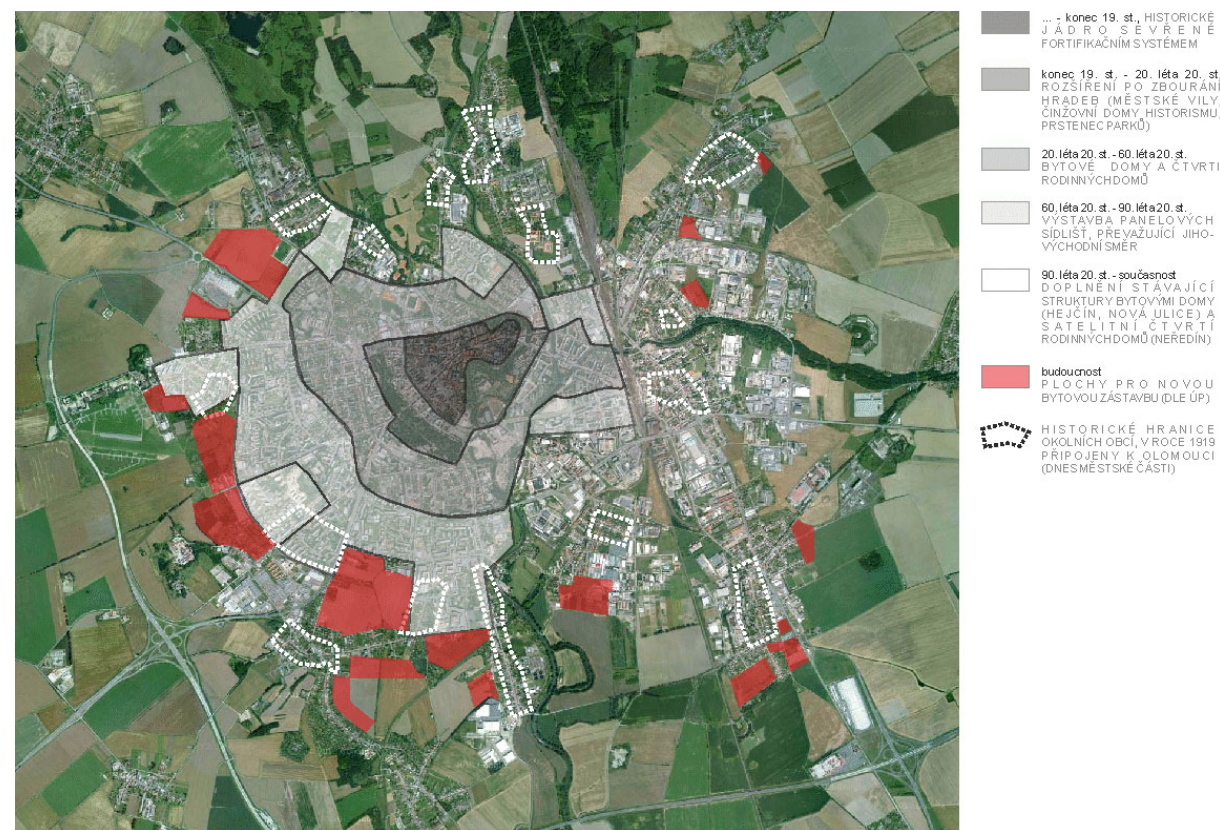 ... - konec 19. st., HISTORICKÉ
JÁDRO SEVŘENÉ
FORTIFIKAČNÍM SYSTÉMEM
konec 19. st. - 20. léta 20. st.
ROZŠÍŘENÍ PO ZBOURÁNÍ
HRADEB (MĚSTSKÉ VILY,
ČINŽOVNÍ DOMY HISTORISMU,
PRSTENEC PARKŮ)
20. léta 20. st. - 60. léta 20. st.
BYTOVÉ DOMY A ČTVRTI
RODINNÝCH DOMŮ
60. léta 20. st. - 90. léta 20. st.
VÝSTAVBA PANELOVÝCH
SÍDLIŠŤ, PŘEVAŽUJÍCÍ JIHO-
VÝCHODNÍ SMĚR
90. léta 20. st. - současnost
DOPLNĚNÍ STÁVAJÍCÍ
STRUKTURY BYTOVÝMI DOMY
(HEJČÍN, NOVÁ ULICE) A
SATELITNÍ ČTVRTÍ
RODINNÝCH DOMŮ (NEŘEDÍN)
budoucnost
PLOCHY PRO NOVOU
BYTOVOU ZÁSTAVBU (DLE ÚP)
HISTORICKÉ HRANICE
OKOLNÍCH OBCÍ, V ROCE 1919
PŘIPOJENY K OLOMOUCI
(DNES MĚSTSKÉ ČÁSTI)